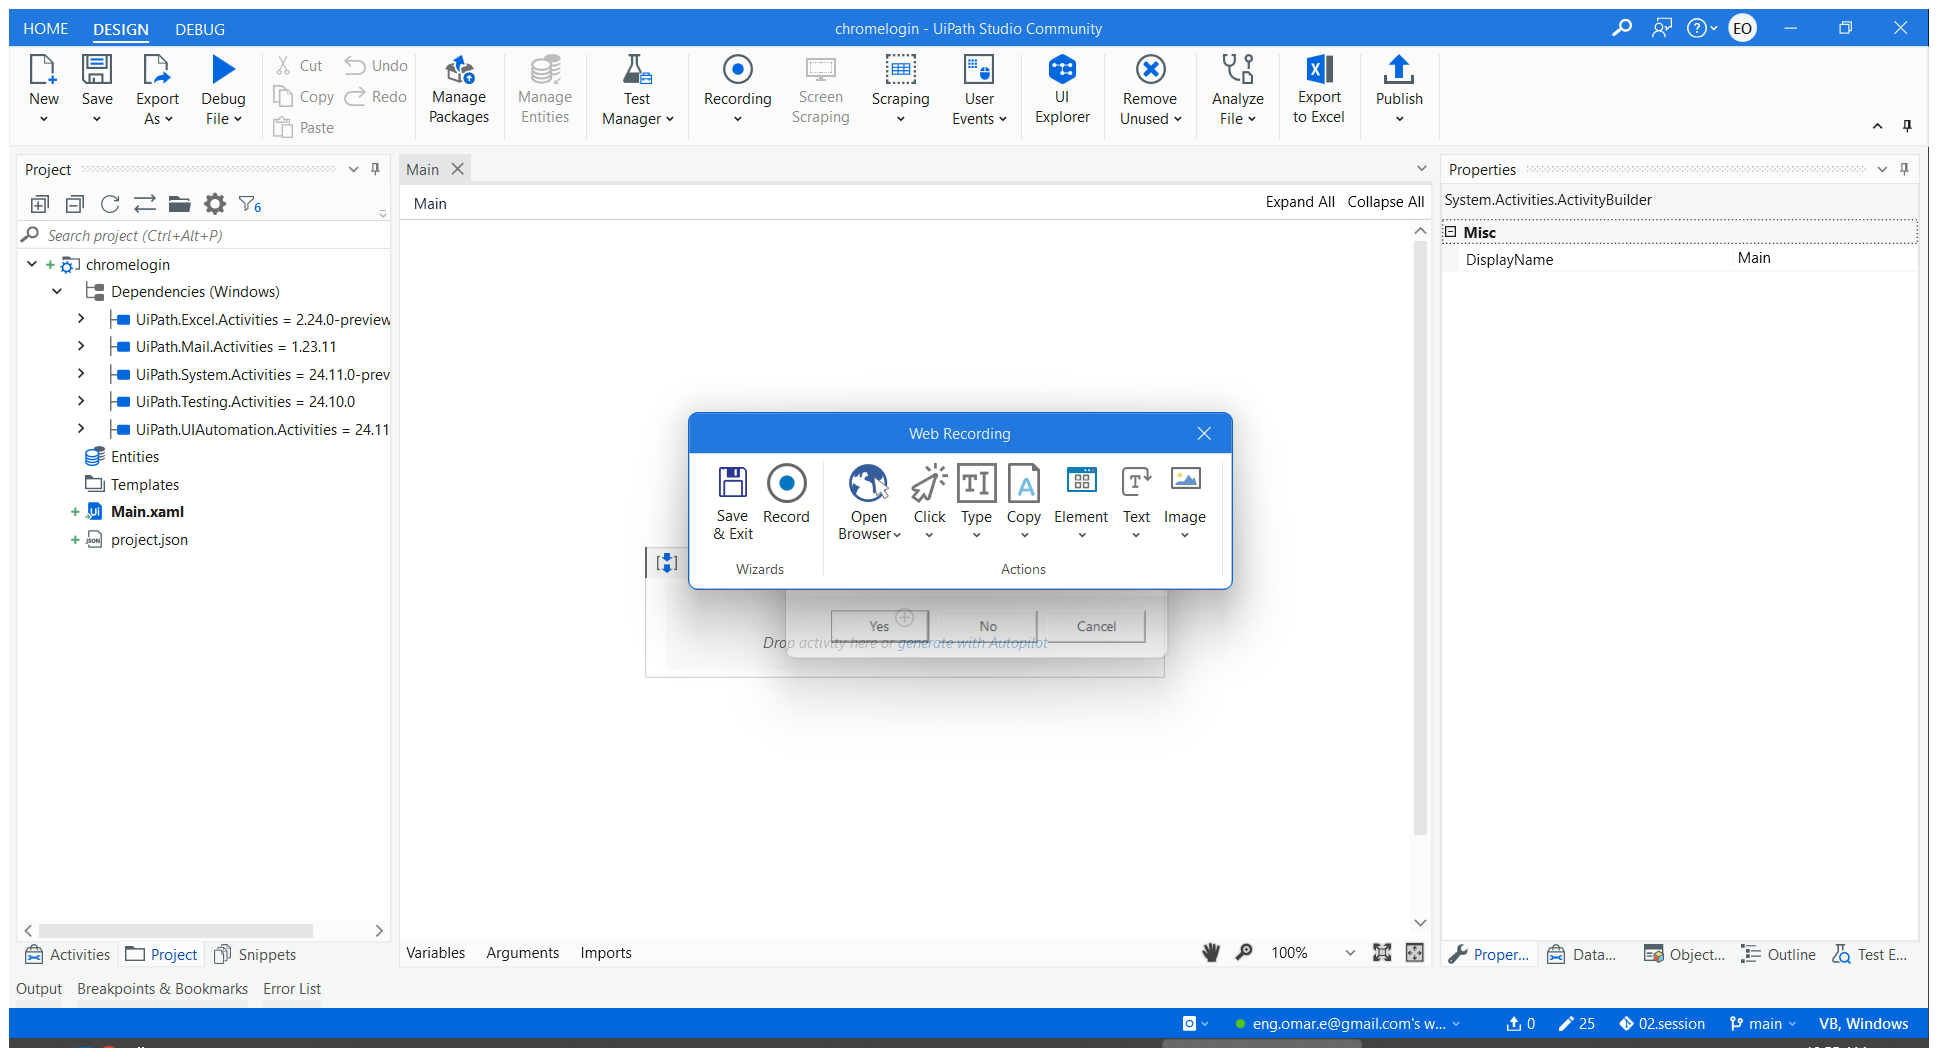 HOME DESIGN DEBUG chromelogin - UiPath Studio Community EO
New Save Export As Debug File Cut Copy Paste Undo Redo Manage Packages Manage Entities Test Manager Recording Screen Scraping Scraping User Events UI Explorer Remove Unused Analyze File Export to Excel Publish
Project
6
Search project (Ctrl+Alt+P)
chromelogin
Dependencies (Windows)
UiPath.Excel.Activities = 2.24.0-preview
UiPath.Mail.Activities = 1.23.11
UiPath.System.Activities = 24.11.0-prev
UiPath.Testing.Activities = 24.10.0
UiPath.UIAutomation.Activities = 24.11
Entities
Templates
Main.xaml
project.json
Activities Project Snippets
Main
Main Expand All Collapse All
Web Recording
Save & Exit Record Open Browser Click Type Copy Element Text Image
Wizards Actions
Yes No Cancel
Drop activity here or generate with Autopilot
Variables Arguments Imports 100%
Properties
System.Activities.ActivityBuilder
Misc
DisplayName Main
Proper... Data... Object... Outline Test E...
Output Breakpoints & Bookmarks Error List
eng.omar.e@gmail.com's w... 0 25 02.session main VB, Windows